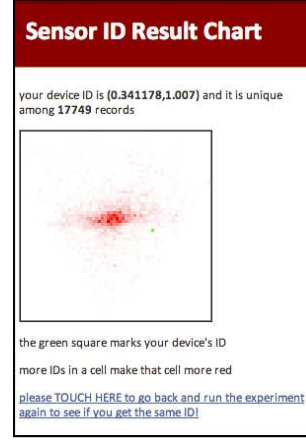 Sensor ID Result Chart
your device ID is (0.341178,1.007) and it is unique
among 17749 records
the green square marks your device's ID
more IDs in a cell make that cell more red
please TOUCH HERE to go back and run the experiment
again to see if you get the same ID!